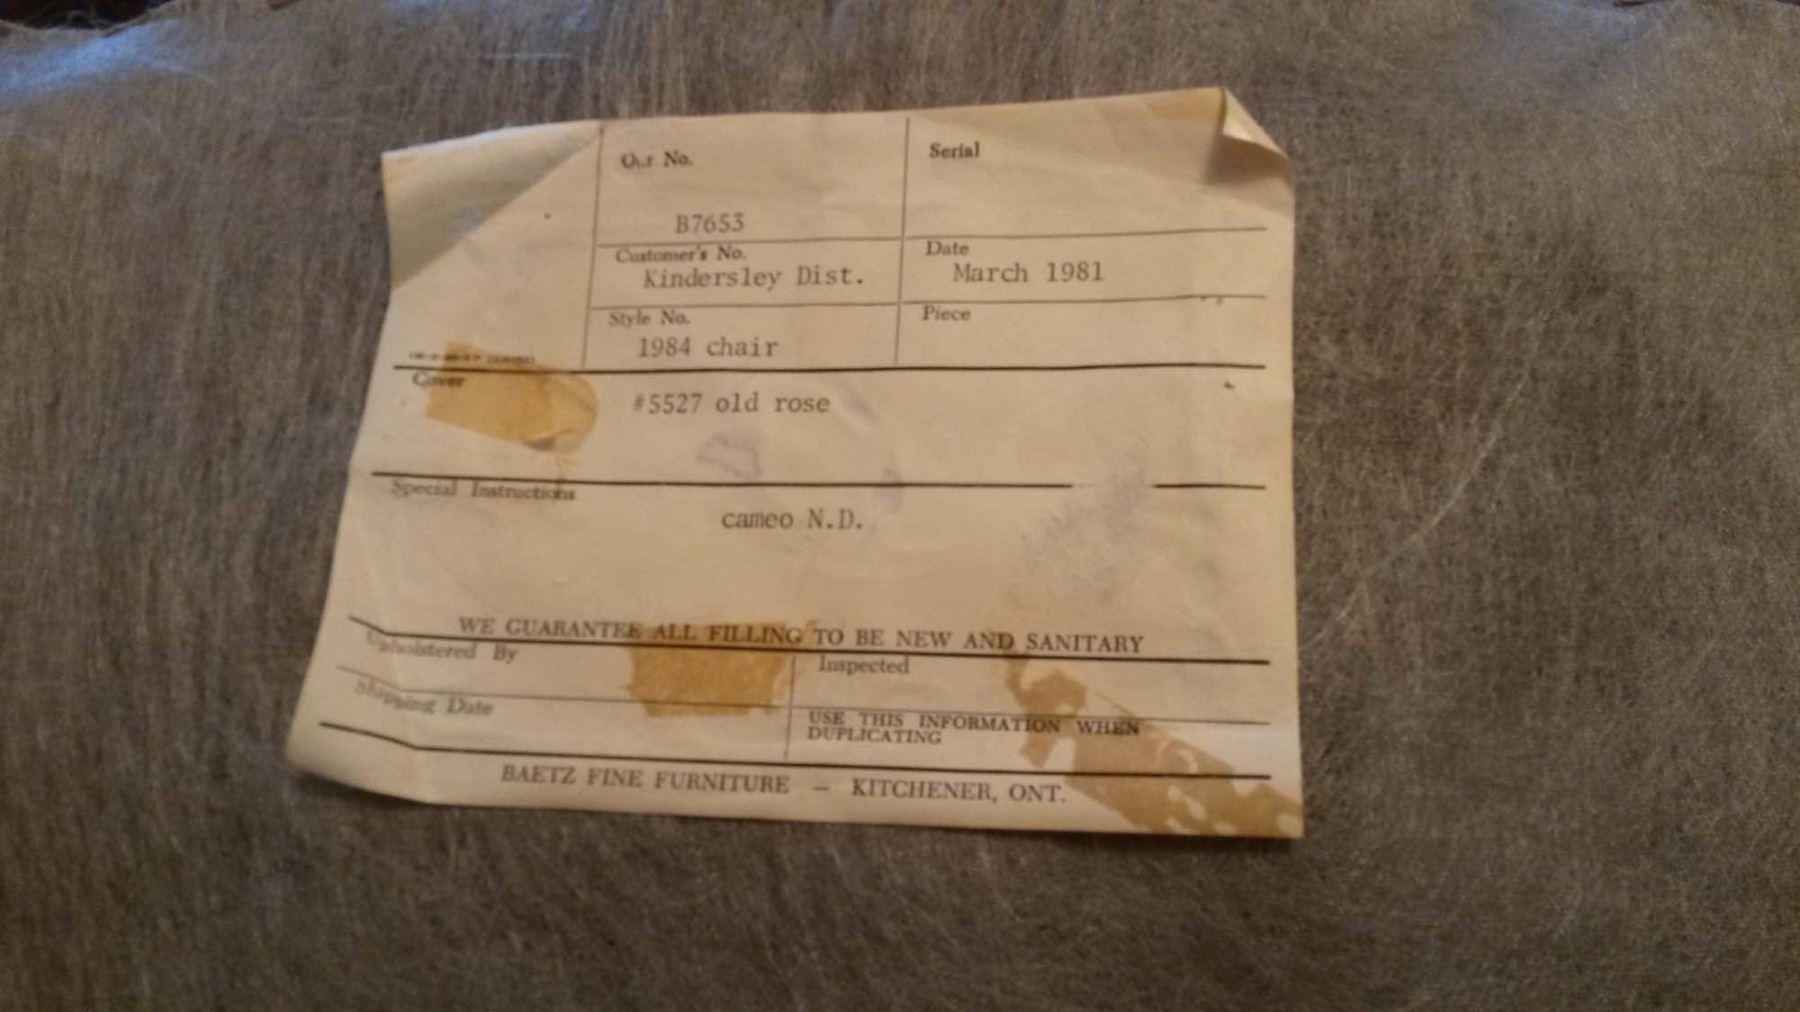 Our No.
Serial
B7653
Customer's No.
Kindersley Dist.
Date
March 1981
Style No.
1984 chair
Piece
Cover
#5527 old rose
Special Instructions
cameo N.D.
WE GUARANTEE ALL FILLING TO BE NEW AND SANITARY
Upholstered By
Inspected
Shipping Date
USE THIS INFORMATION WHEN
DUPLICATING
BAETZ FINE FURNITURE – KITCHENER, ONT.